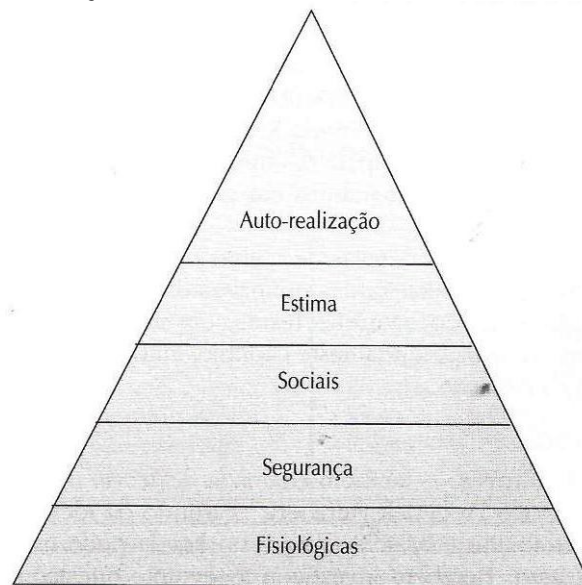 Auto-realização
Estima
Sociais
Segurança
Fisiológicas